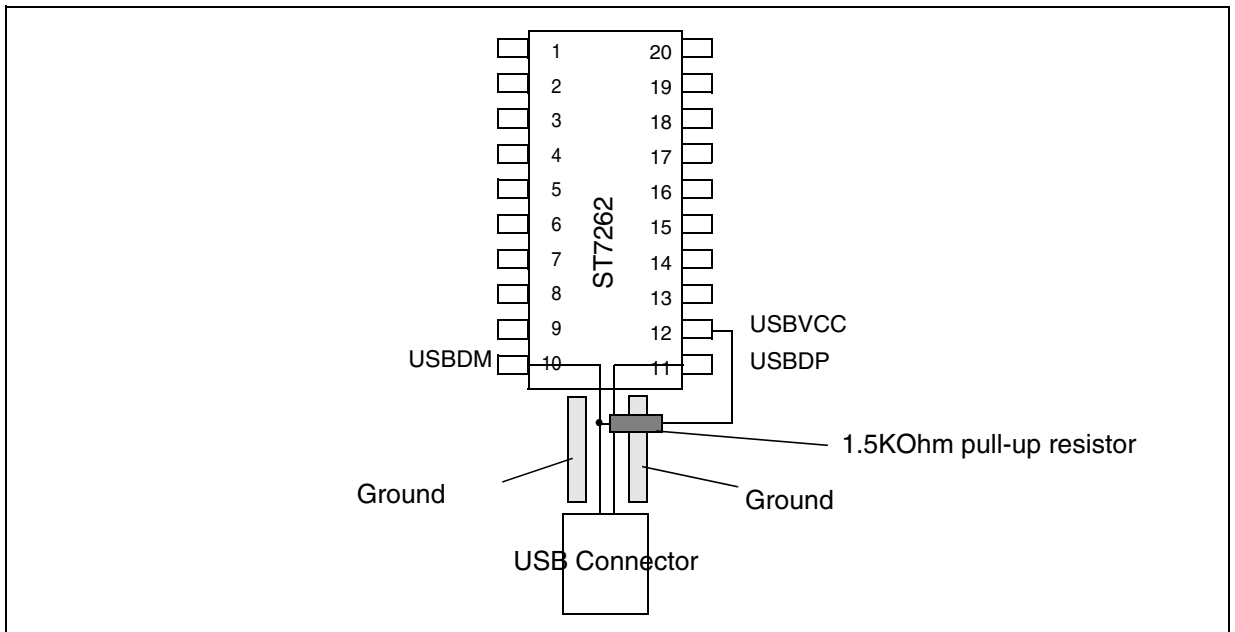 1 20
2 19
3 18
4 17
5 16
6 15
7 14
8 13
9 12
10 11
ST7262
USBVCC
USBDM
USBDP
1.5KOhm pull-up resistor
Ground
Ground
USB Connector